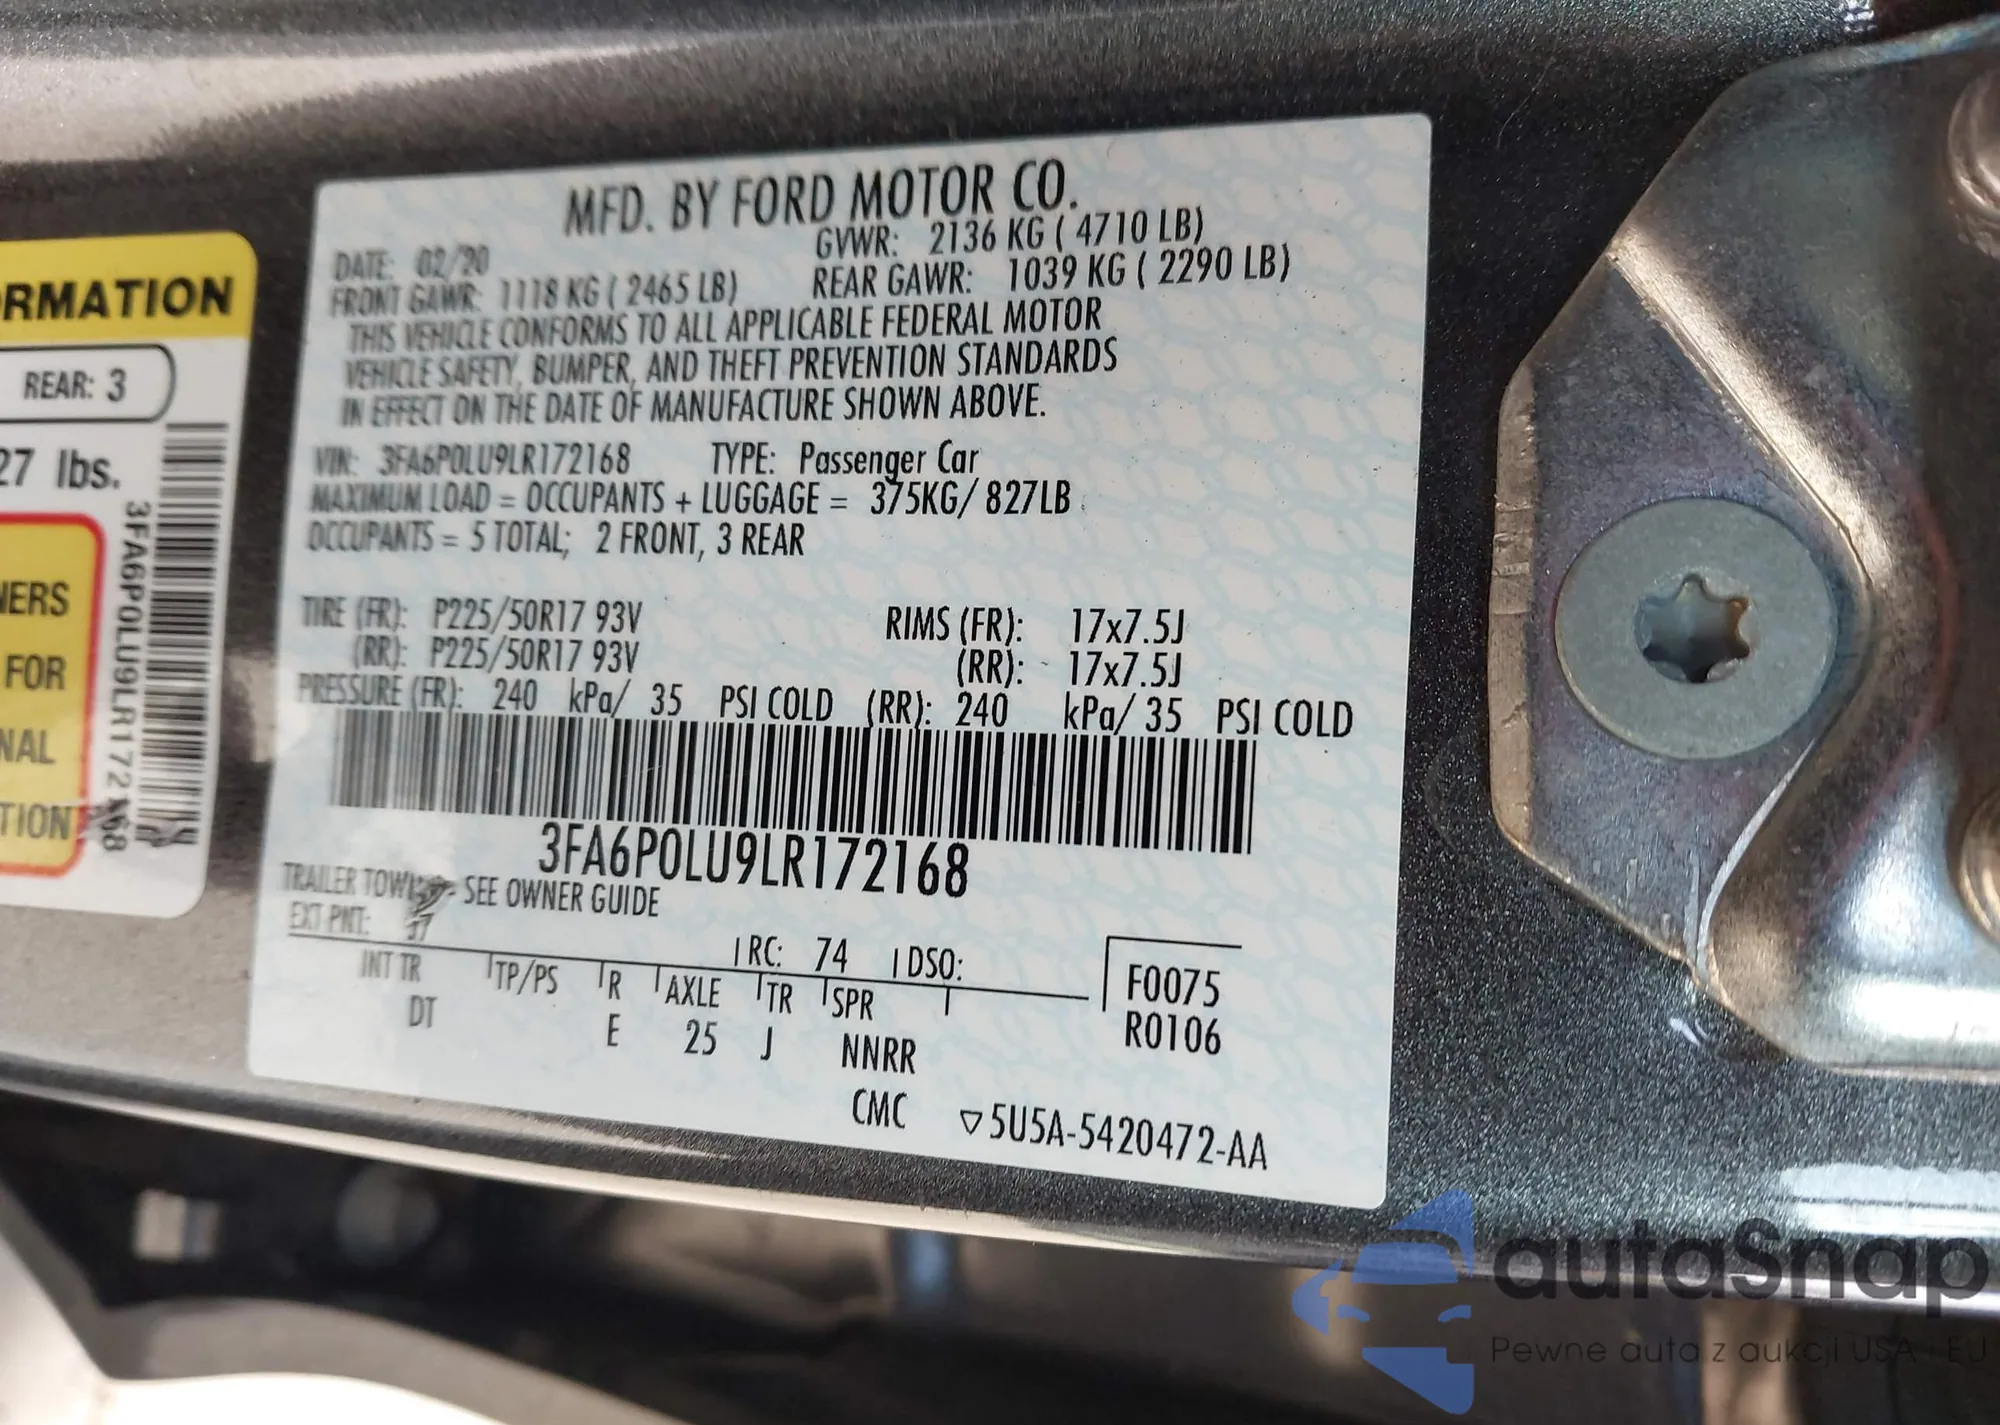 MFD. BY FORD MOTOR CO.
DATE: 02/20 GVWR: 2136 KG ( 4710 LB)
FRONT GAWR: 1118 KG ( 2465 LB) REAR GAWR: 1039 KG ( 2290 LB)
THIS VEHICLE CONFORMS TO ALL APPLICABLE FEDERAL MOTOR
VEHICLE SAFETY, BUMPER, AND THEFT PREVENTION STANDARDS
IN EFFECT ON THE DATE OF MANUFACTURE SHOWN ABOVE.
VIN: 3FA6P0LU9LR172168 TYPE: Passenger Car
MAXIMUM LOAD = OCCUPANTS + LUGGAGE = 375KG/ 827LB
OCCUPANTS = 5 TOTAL; 2 FRONT, 3 REAR
TIRE (FR): P225/50R17 93V RIMS (FR): 17x7.5J
(RR): P225/50R17 93V (RR): 17x7.5J
PRESSURE (FR): 240 kPa/ 35 PSI COLD (RR): 240 kPa/ 35 PSI COLD
3FA6P0LU9LR172168
TRAILER TOWING - SEE OWNER GUIDE
EXT PNT: J7 RC: 74 DSO:
INT TR TP/PS R AXLE TR SPR F0075
DT E 25 J NNRR R0106
CMC ▽5U5A-5420472-AA
ORMATION
REAR: 3
27 lbs.
NERS
FOR
NAL
TION
3FA6P0LU9LR172168
autaSnap
Pewne auta z aukcji USA i EU